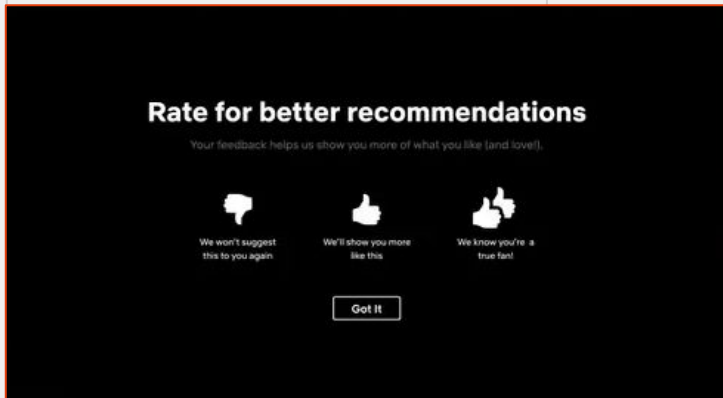 Rate for better recommendations
Your feedback helps us show you more of what you like (and love!).
We won't suggest
this to you again
We'll show you more
like this
We know you're a
true fan!
Got It